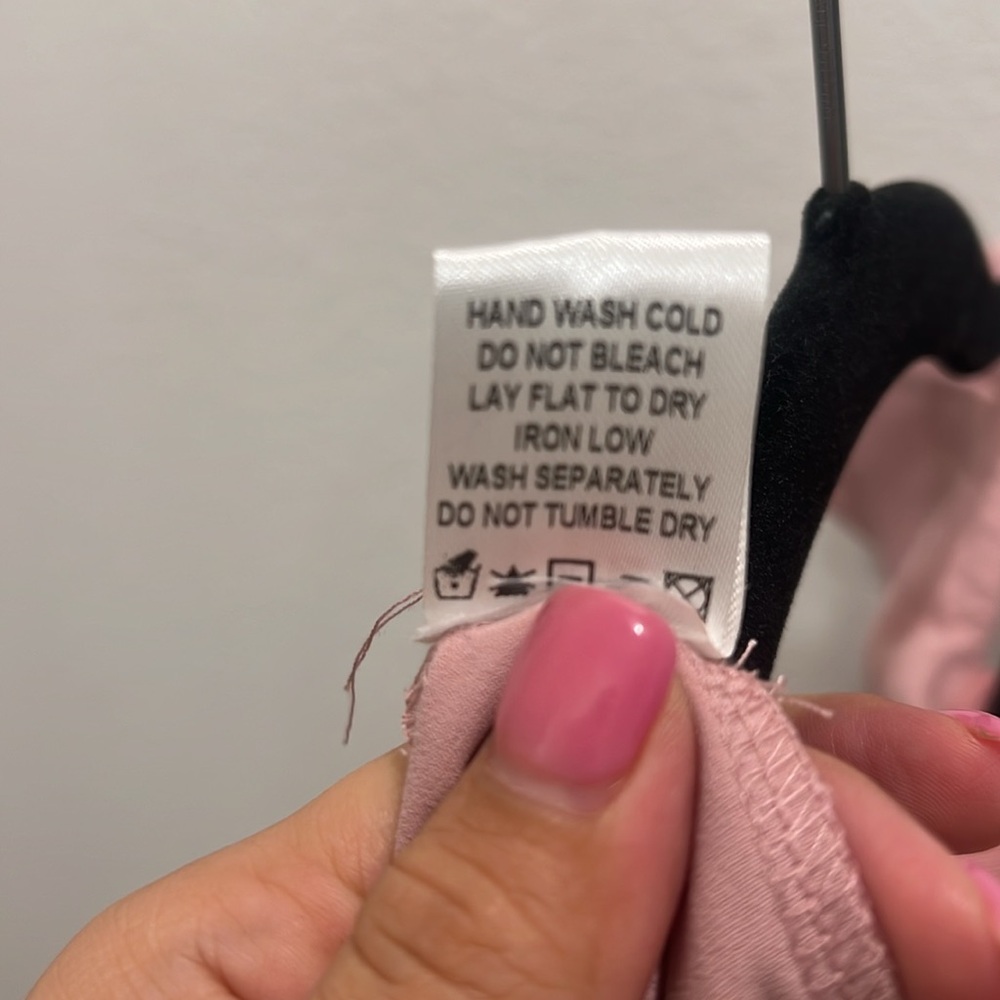 HAND WASH COLD
DO NOT BLEACH
LAY FLAT TO DRY
IRON LOW
WASH SEPARATELY
DO NOT TUMBLE DRY